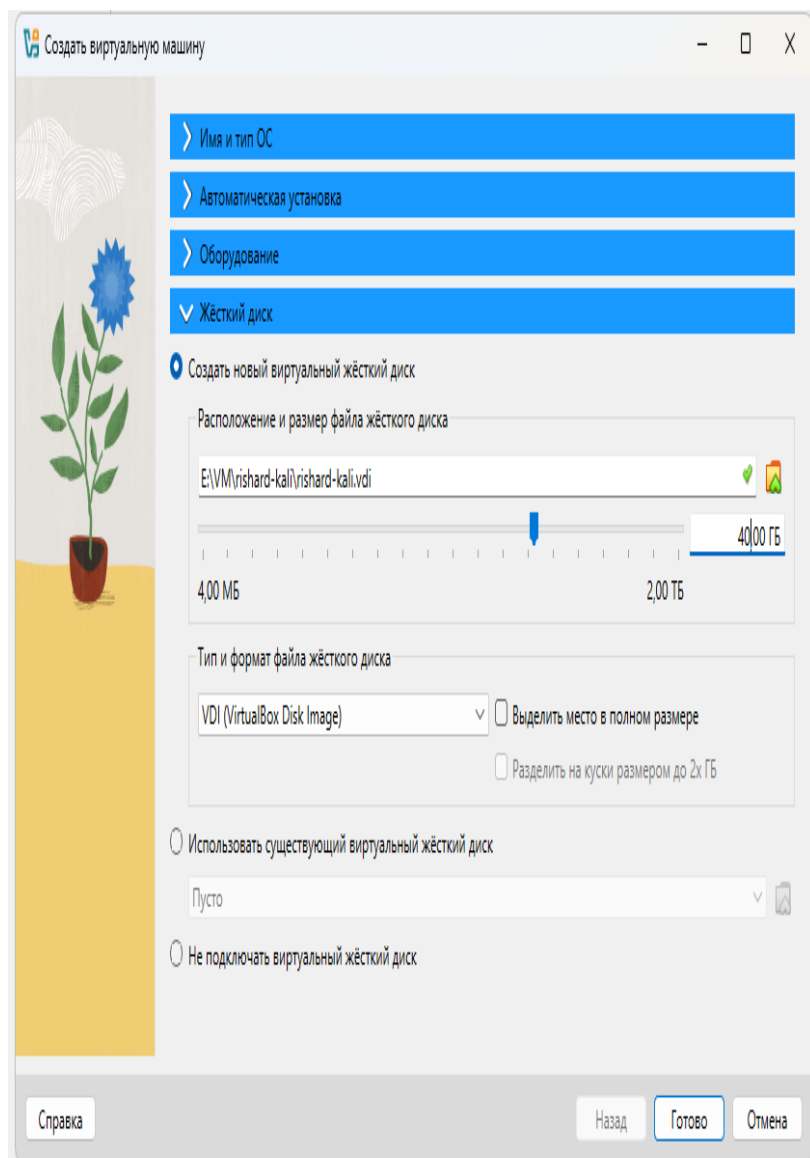 Создать виртуальную машину
Имя и тип ОС
Автоматическая установка
Оборудование
Жёсткий диск
Создать новый виртуальный жёсткий диск
Расположение и размер файла жёсткого диска
E:\VM\rishard-kali\rishard-kali.vdi
40,00 ГБ
4,00 МБ 2,00 ТБ
Тип и формат файла жёсткого диска
VDI (VirtualBox Disk Image) Выделить место в полном размере
Разделить на куски размером до 2х ГБ
Использовать существующий виртуальный жёсткий диск
Пусто
Не подключать виртуальный жёсткий диск
Справка Назад Готово Отмена